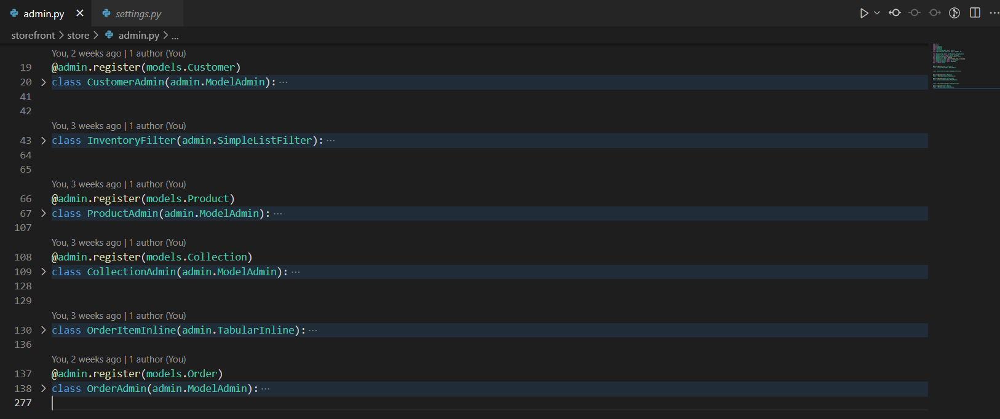 admin.py settings.py
storefront > store > admin.py > ...
You, 2 weeks ago | 1 author (You)
19 @admin.register(models.Customer)
20 > class CustomerAdmin(admin.ModelAdmin): ···
41
42
You, 3 weeks ago | 1 author (You)
43 > class InventoryFilter(admin.SimpleListFilter): ···
64
65
You, 3 weeks ago | 1 author (You)
66 @admin.register(models.Product)
67 > class ProductAdmin(admin.ModelAdmin): ···
107
You, 3 weeks ago | 1 author (You)
108 @admin.register(models.Collection)
109 > class CollectionAdmin(admin.ModelAdmin): ···
128
129
You, 3 weeks ago | 1 author (You)
130 > class OrderItemInline(admin.TabularInline): ···
136
You, 2 weeks ago | 1 author (You)
137 @admin.register(models.Order)
138 > class OrderAdmin(admin.ModelAdmin): ···
277